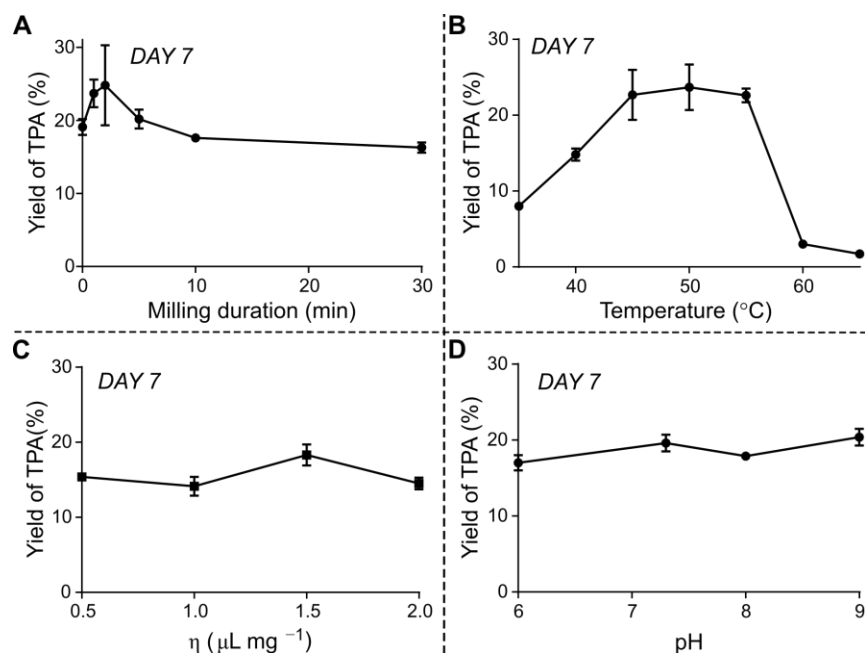 A
DAY 7
Yield of TPA (%)
30
20
10
0
0
10
20
30
Milling duration (min)
B
DAY 7
Yield of TPA (%)
30
20
10
0
40
50
60
Temperature (°C)
C
DAY 7
Yield of TPA(%)
30
20
10
0
0.5
1.0
1.5
2.0
η (μL mg ⁻¹)
D
DAY 7
Yield of TPA (%)
30
20
10
0
6
7
8
9
pH